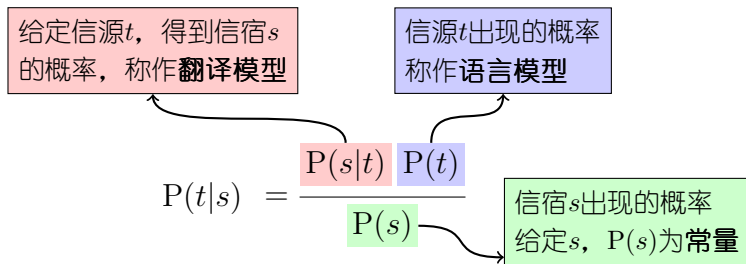 给定信源t，得到信宿s
的概率，称作翻译模型
信源t出现的概率
称作语言模型
P(s|t) P(t)
P(t|s) =
P(s)
信宿s出现的概率
给定s，P(s)为常量